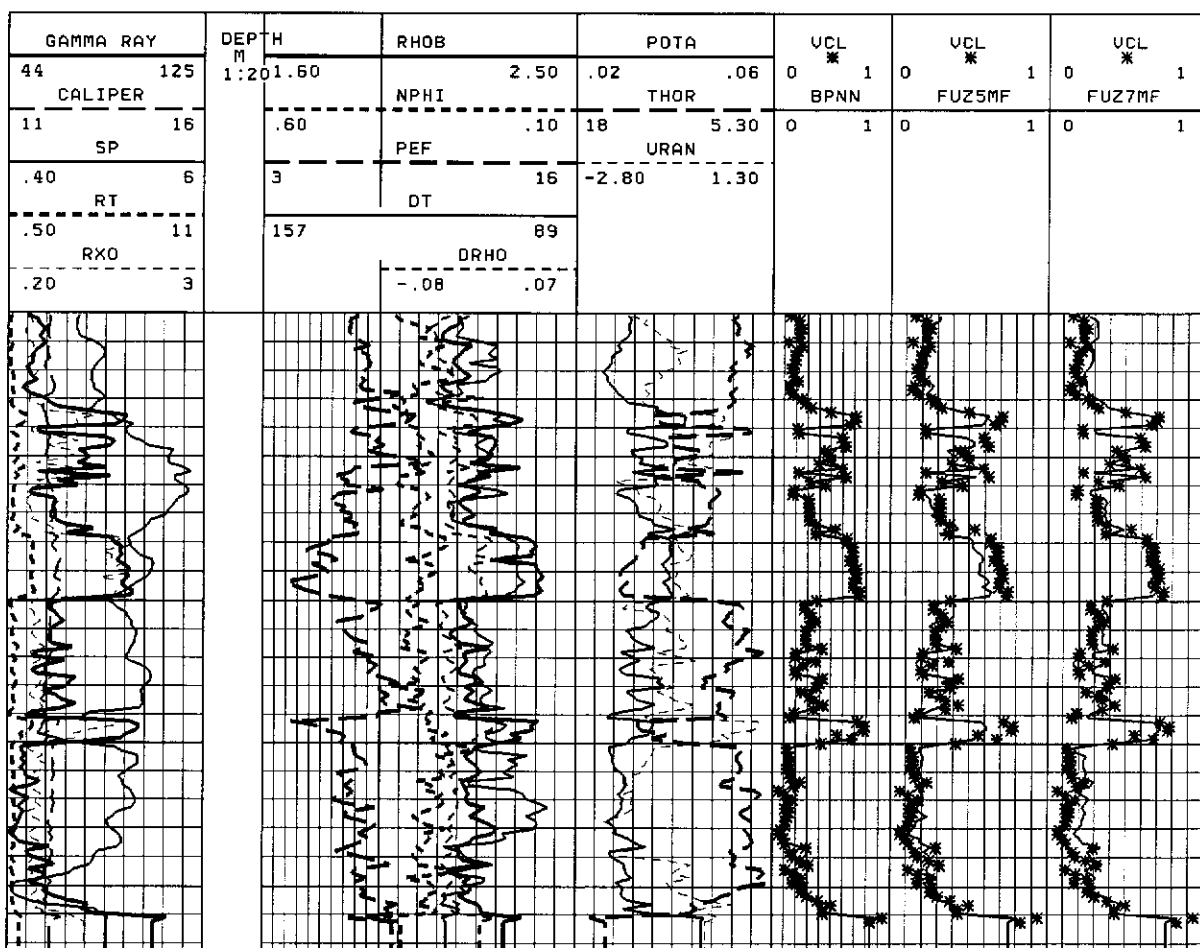 GAMMA RAY
44 125
CALIPER
11 16
SP
.40 6
RT
.50 11
RXO
.20 3
DEPTH
M
1:20
RHOB
1.60 2.50
NPHI
.60 .10
PEF
3 16
DT
157 89
DRHO
-.08 .07
POTA
.02 .06
THOR
18 5.30
URAN
-2.80 1.30
VCL
*
0 1
BPNN
0 1
VCL
*
0 1
FUZ5MF
0 1
VCL
*
0 1
FUZ7MF
0 1